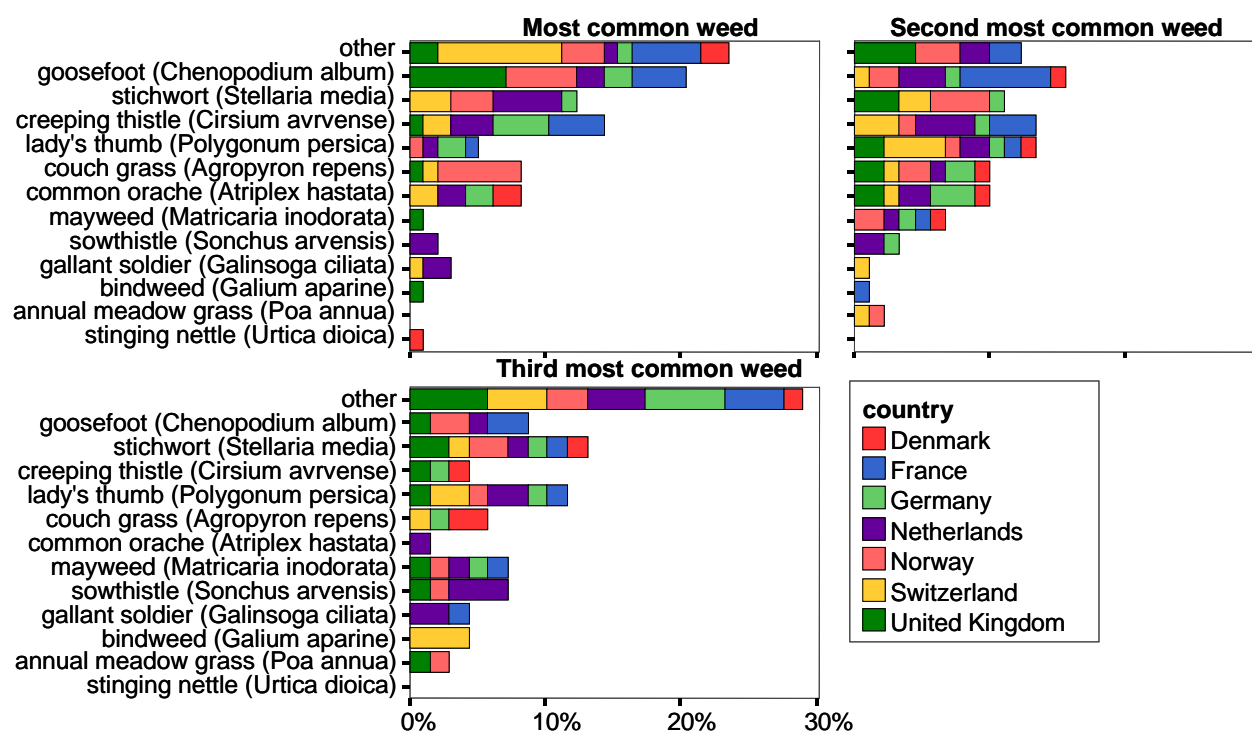 Most common weed
Second most common weed
other
goosefoot (Chenopodium album)
stichwort (Stellaria media)
creeping thistle (Cirsium avrvense)
lady's thumb (Polygonum persica)
couch grass (Agropyron repens)
common orache (Atriplex hastata)
mayweed (Matricaria inodorata)
sowthistle (Sonchus arvensis)
gallant soldier (Galinsoga ciliata)
bindweed (Galium aparine)
annual meadow grass (Poa annua)
stinging nettle (Urtica dioica)
Third most common weed
other
goosefoot (Chenopodium album)
stichwort (Stellaria media)
creeping thistle (Cirsium avrvense)
lady's thumb (Polygonum persica)
couch grass (Agropyron repens)
common orache (Atriplex hastata)
mayweed (Matricaria inodorata)
sowthistle (Sonchus arvensis)
gallant soldier (Galinsoga ciliata)
bindweed (Galium aparine)
annual meadow grass (Poa annua)
stinging nettle (Urtica dioica)
0% 10% 20% 30%
country
Denmark
France
Germany
Netherlands
Norway
Switzerland
United Kingdom